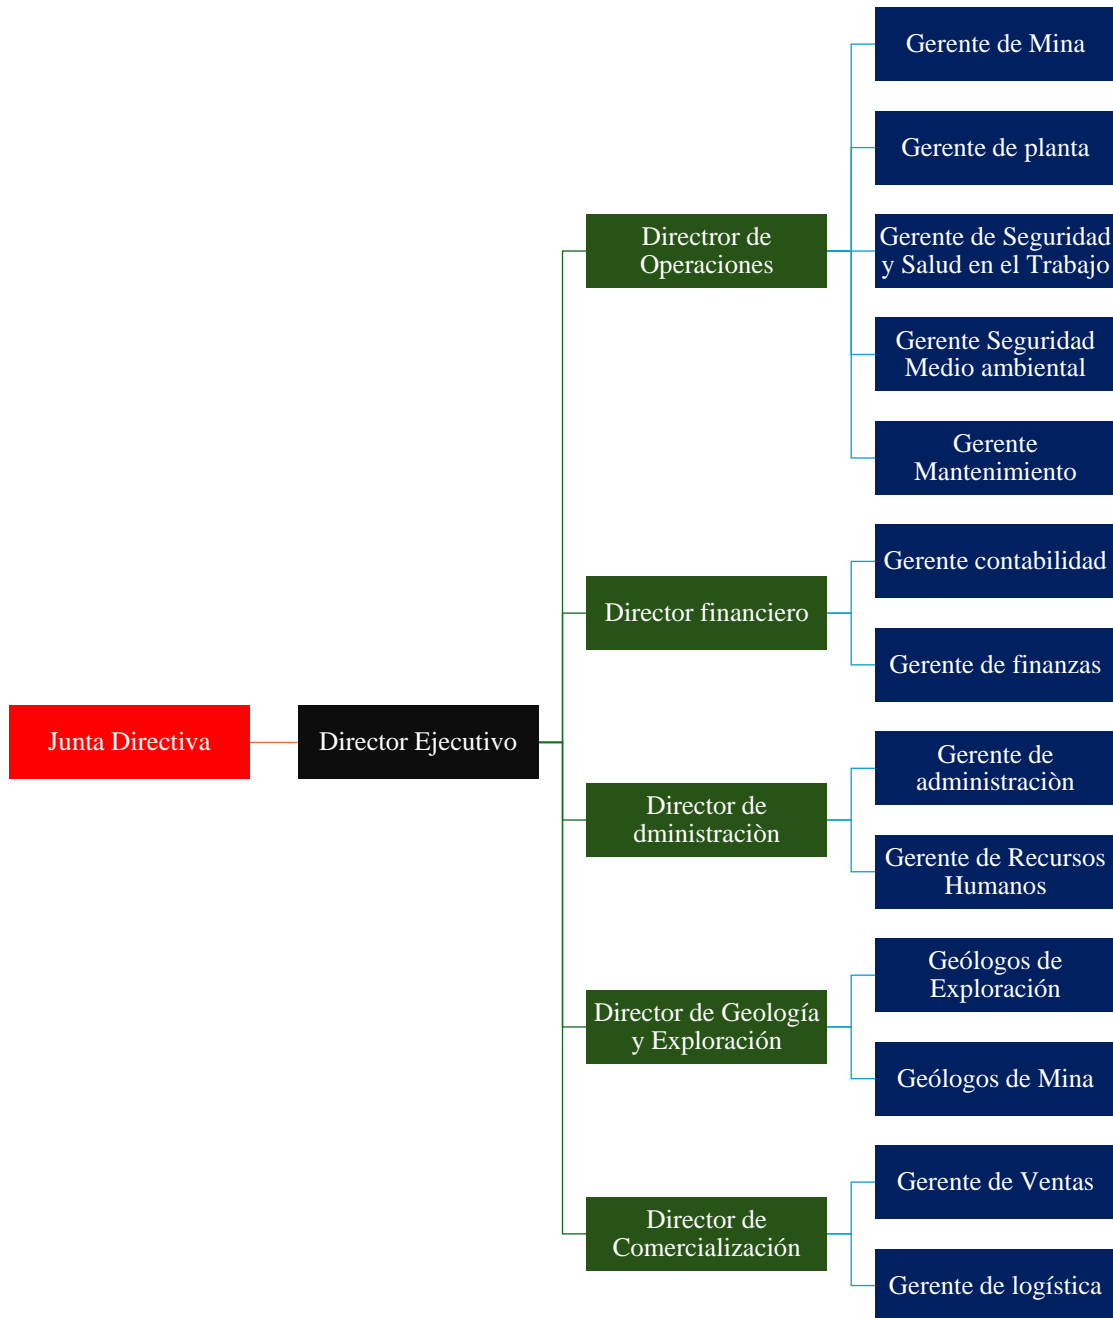 Gerente de Mina
Gerente de planta
Directror de
Operaciones
Gerente de Seguridad
y Salud en el Trabajo
Gerente Seguridad
Medio ambiental
Gerente
Mantenimiento
Director financiero
Gerente contabilidad
Gerente de finanzas
Junta Directiva
Director Ejecutivo
Director de
dministraciòn
Gerente de
administraciòn
Gerente de Recursos
Humanos
Director de Geología
y Exploración
Geólogos de
Exploración
Geólogos de Mina
Director de
Comercialización
Gerente de Ventas
Gerente de logística